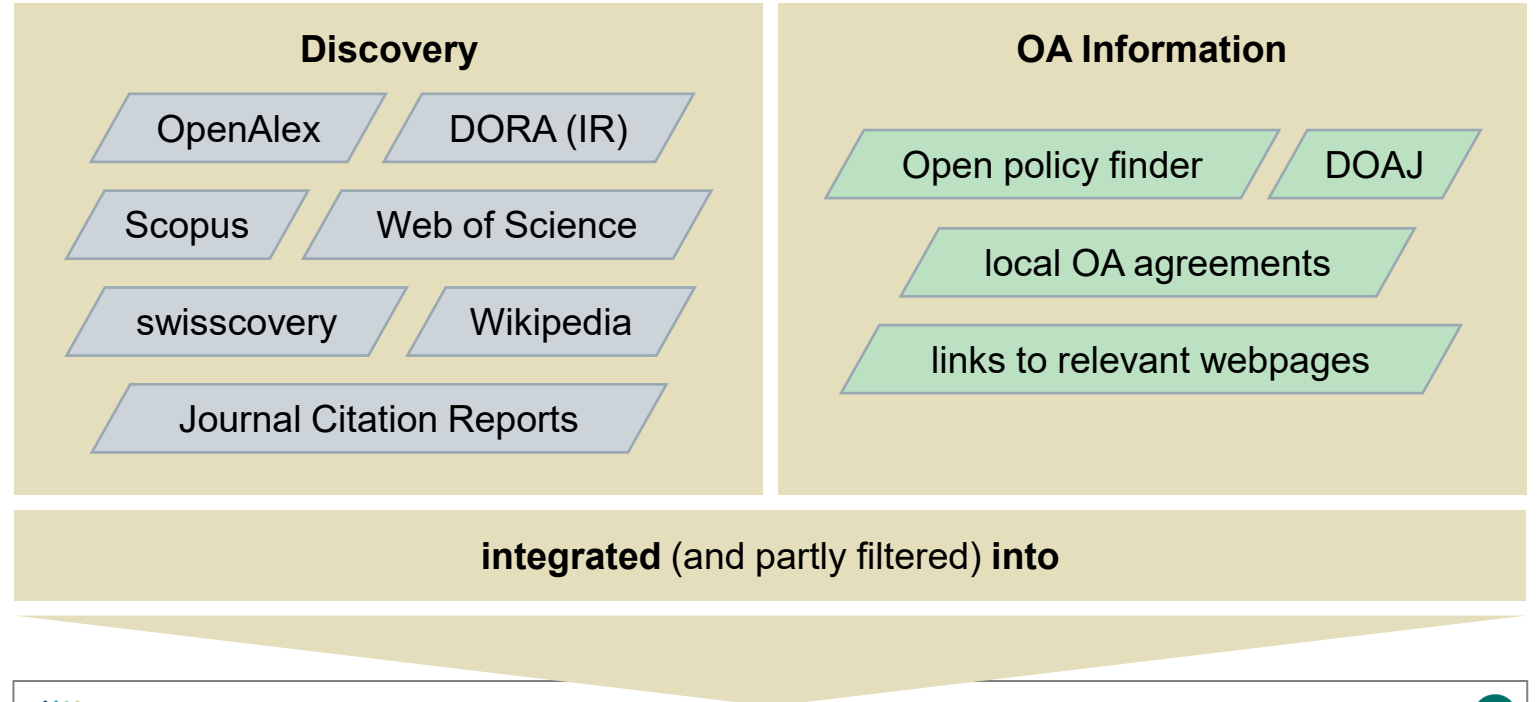 Discovery
OpenAlex
DORA (IR)
Scopus
Web of Science
swisscovery
Wikipedia
Journal Citation Reports
OA Information
Open policy finder
DOAJ
local OA agreements
links to relevant webpages
integrated (and partly filtered) into